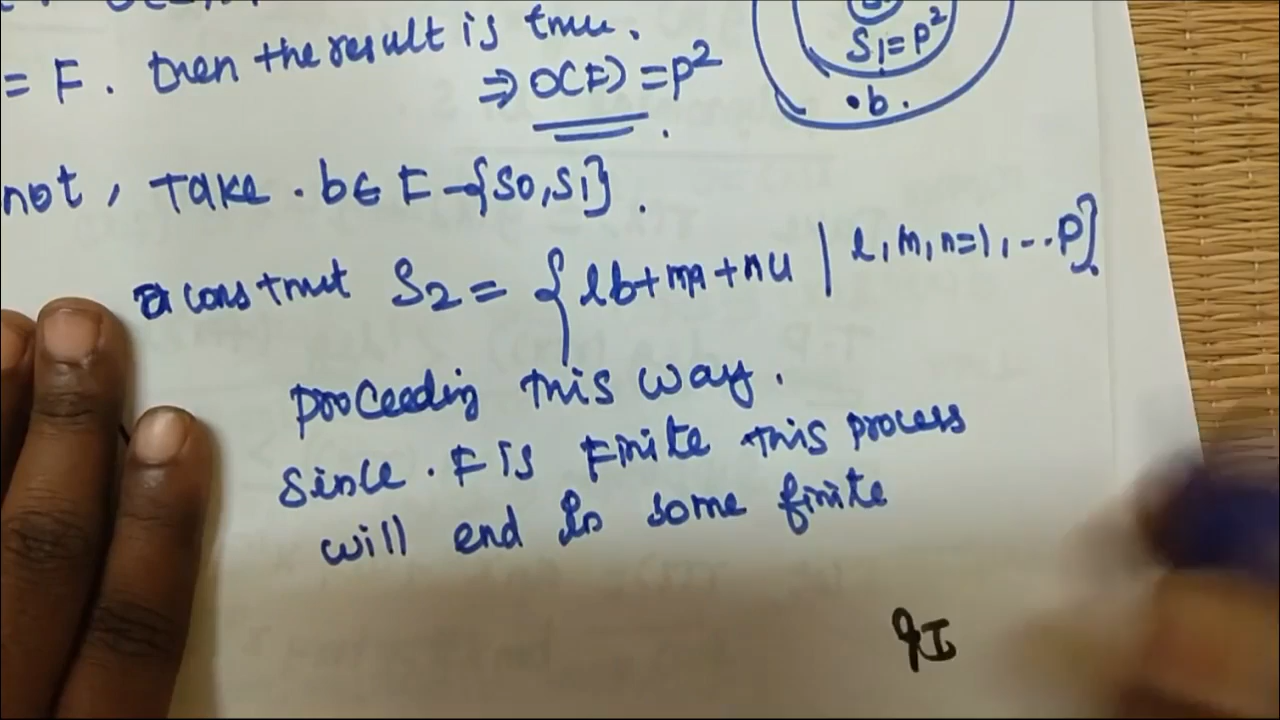 = F. then the result is true.
⇒ O(F) = p²
S₁=p²
•b.
not, Take. b∈F-{S0,S1}.
construct S₂ = {lb+ma+nu | l,m,n=1,...p}.
proceeding this way.
since. F is Finite this process
will end in some finite